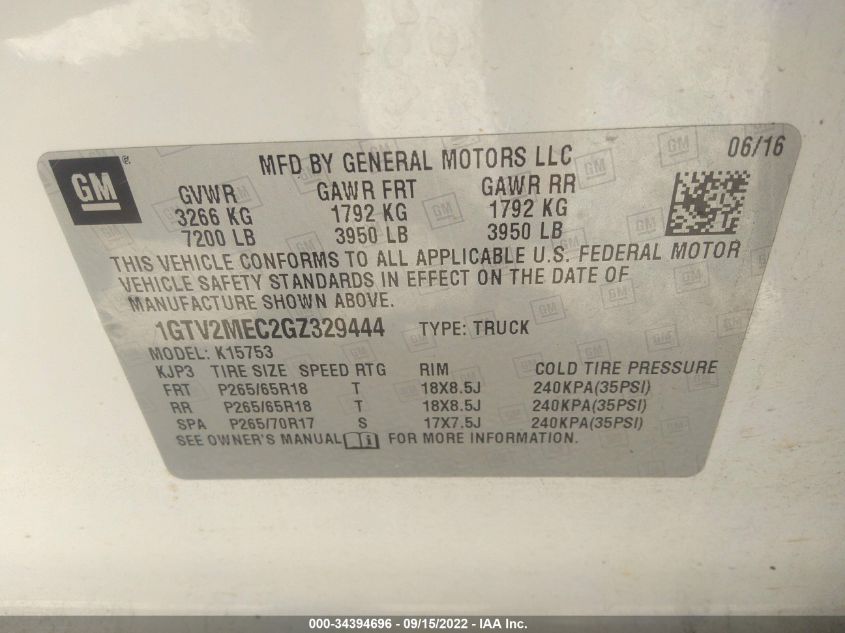 GM
MFD BY GENERAL MOTORS LLC
06/16
GVWR GAWR FRT GAWR RR
3266 KG 1792 KG 1792 KG
7200 LB 3950 LB 3950 LB
THIS VEHICLE CONFORMS TO ALL APPLICABLE U.S. FEDERAL MOTOR
VEHICLE SAFETY STANDARDS IN EFFECT ON THE DATE OF
MANUFACTURE SHOWN ABOVE.
1GTV2MEC2GZ329444 TYPE: TRUCK
MODEL: K15753
KJP3 TIRE SIZE SPEED RTG RIM COLD TIRE PRESSURE
FRT P265/65R18 T 18X8.5J 240KPA(35PSI)
RR P265/65R18 T 18X8.5J 240KPA(35PSI)
SPA P265/70R17 S 17X7.5J 240KPA(35PSI)
SEE OWNER'S MANUAL FOR MORE INFORMATION.
000-34394696 - 09/15/2022 - IAA Inc.